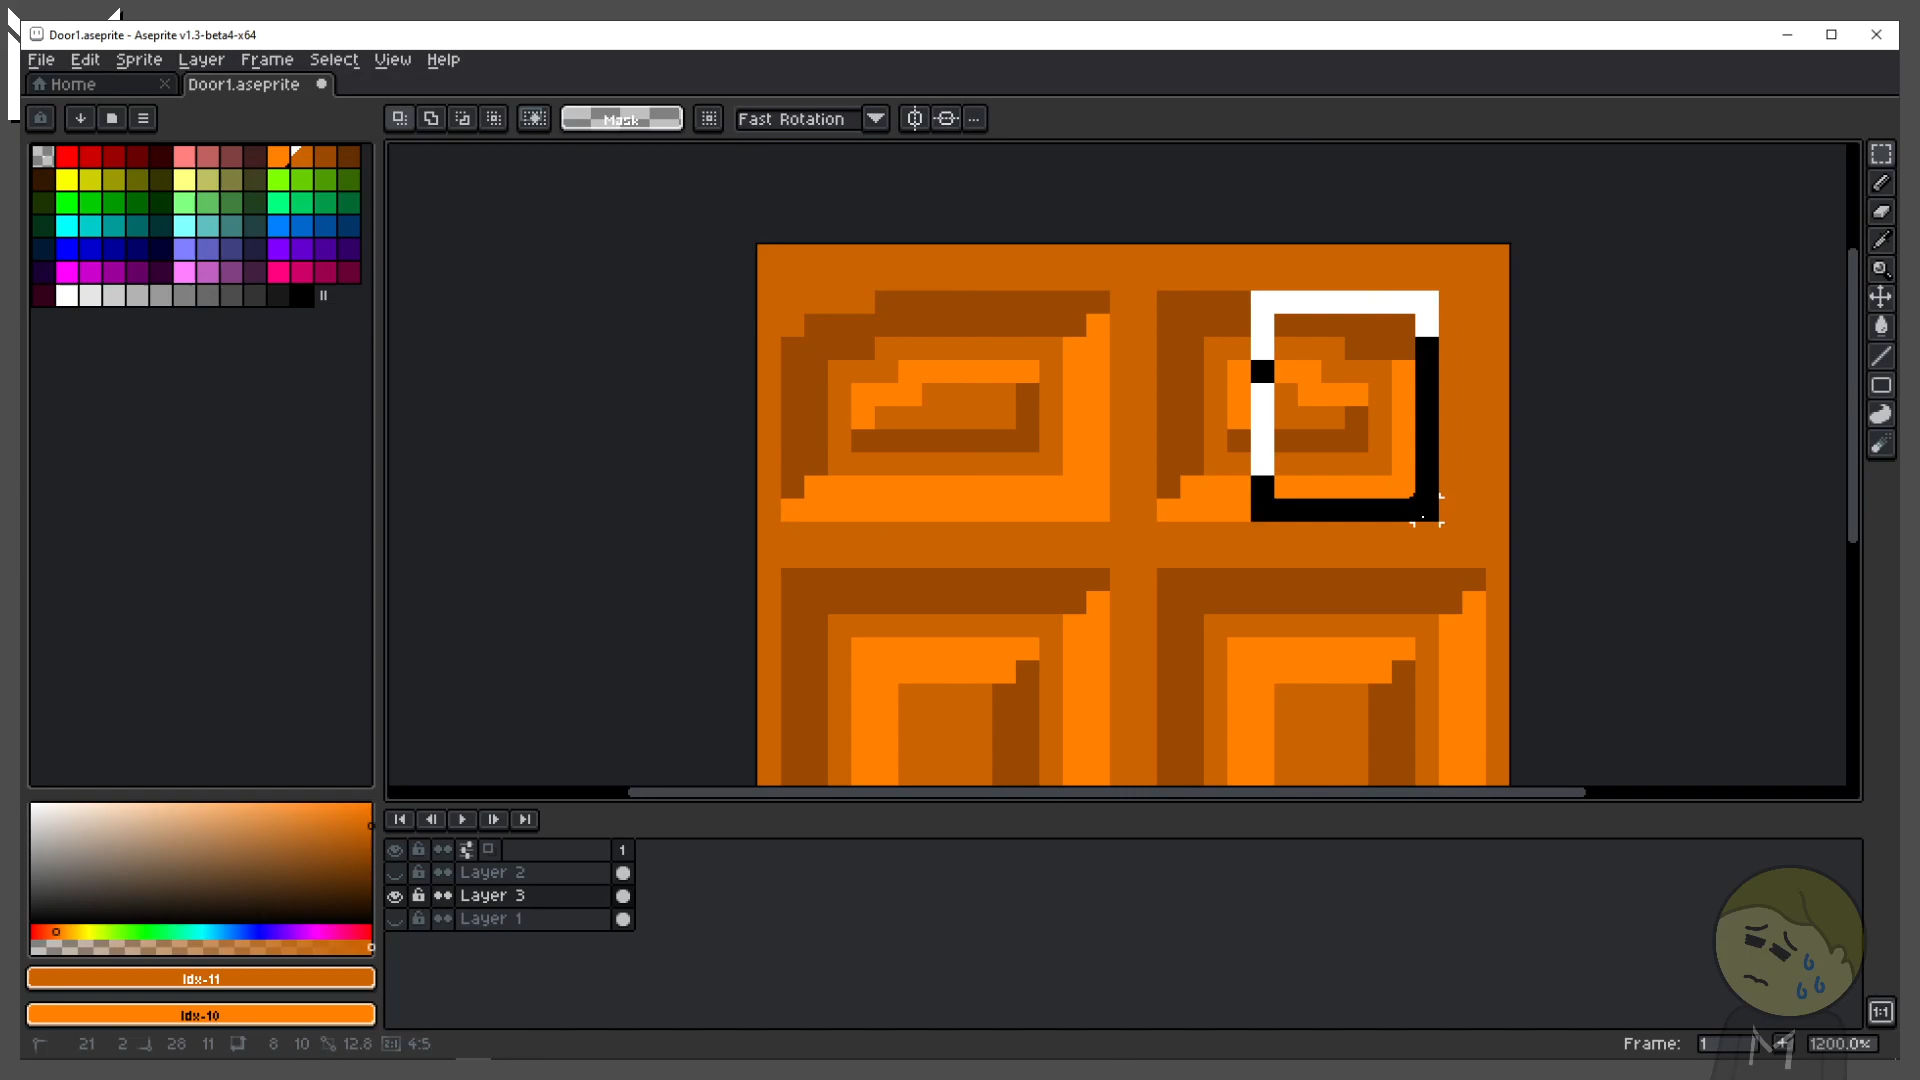 Door1.aseprite - Aseprite v1.3-beta4-x64
File Edit Sprite Layer Frame Select View Help
Home Door1.aseprite
Mask Fast Rotation ...
1
Layer 2
Layer 3
Layer 1
Idx-11
Idx-10
21 2 28 11 8 10 12.8 2:1 4:5 Frame: 1 + 1200.0%
1:1